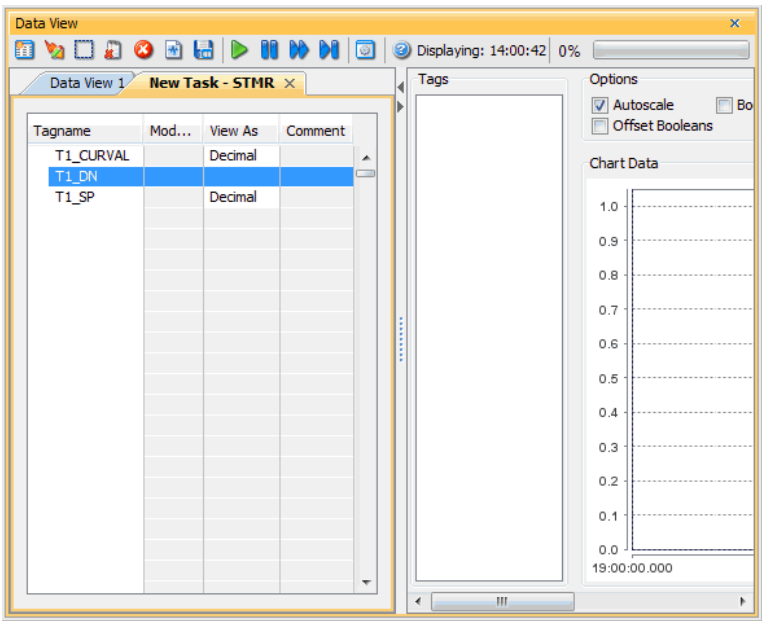 Data View
Displaying: 14:00:42 0%
Data View 1 New Task - STMR
Tagname Mod... View As Comment
T1_CURVAL Decimal
T1_DN
T1_SP Decimal
Tags
Options
Autoscale Bo
Offset Booleans
Chart Data
1.0
0.9
0.8
0.7
0.6
0.5
0.4
0.3
0.2
0.1
0.0
19:00:00.000